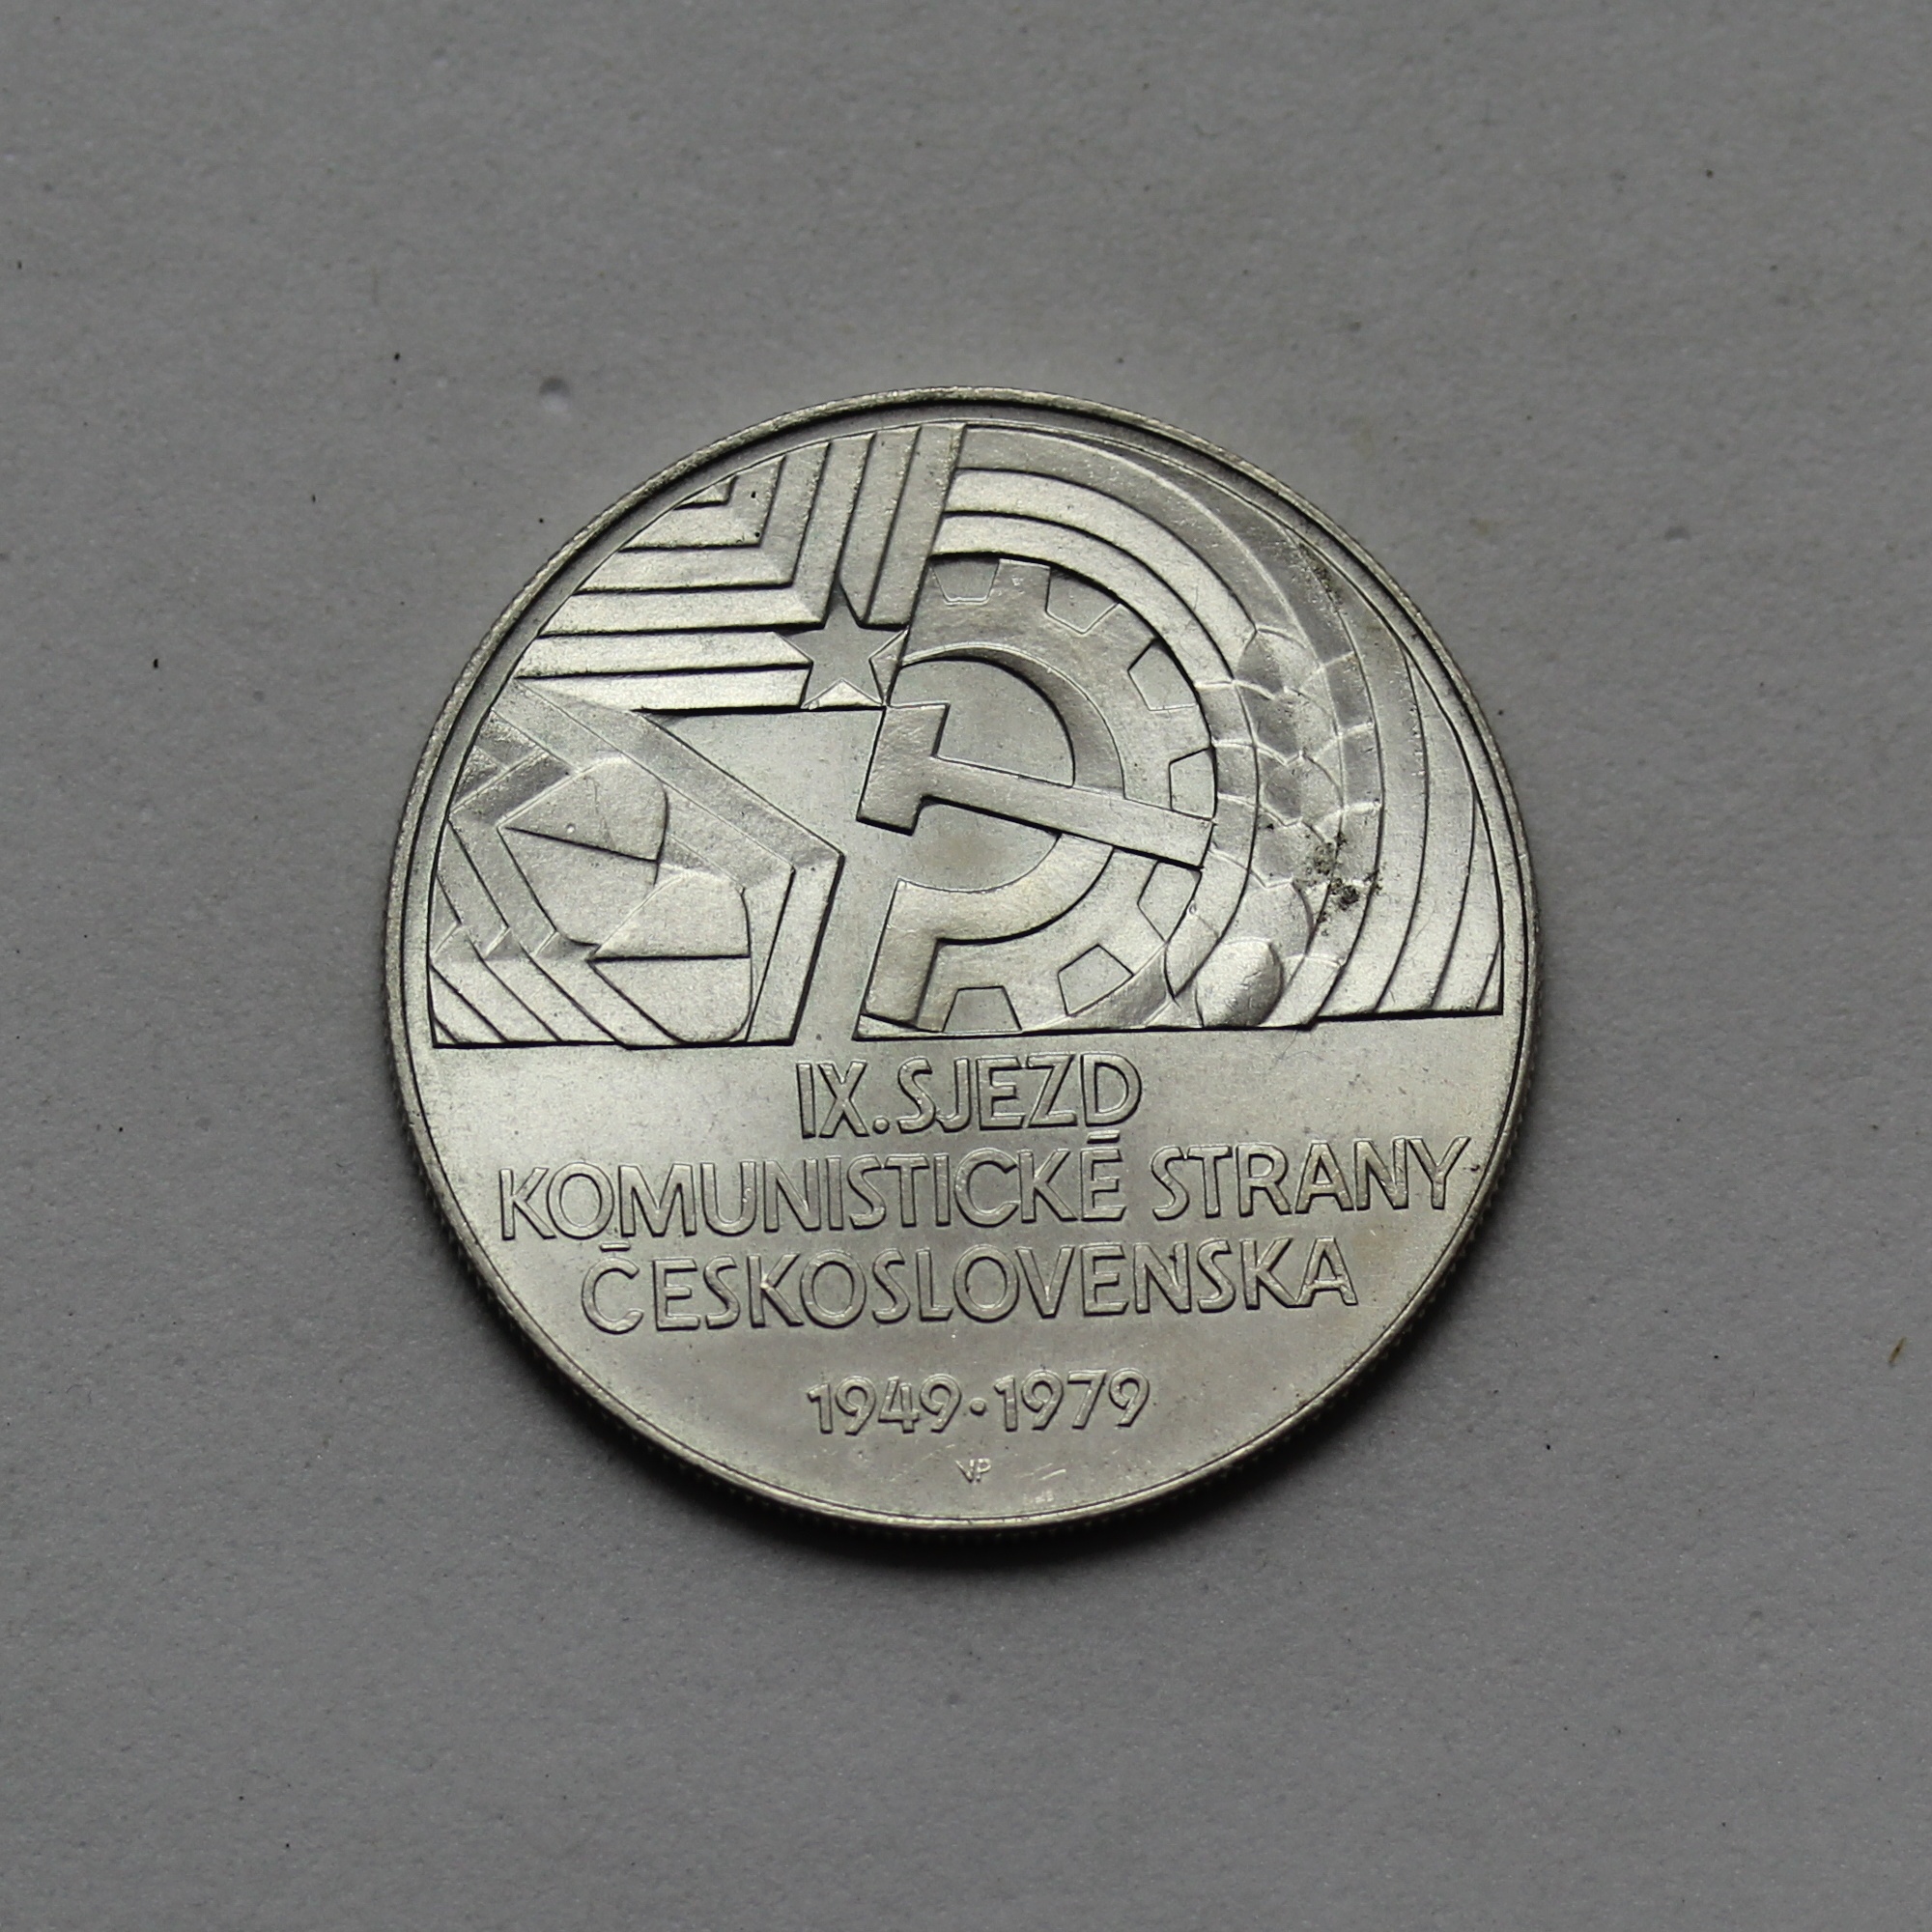 IX. SJEZD
KOMUNISTICKÉ STRANY
ČESKOSLOVENSKA
1949 • 1979
VP